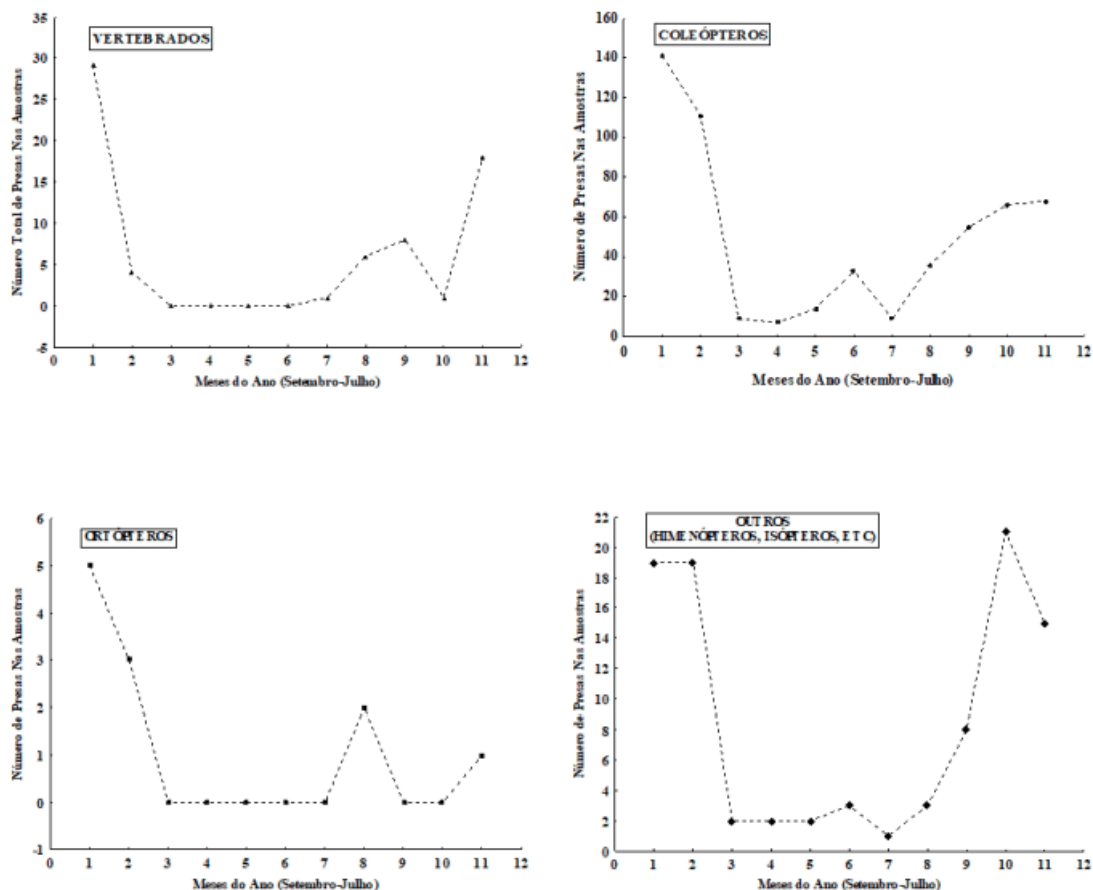 VERTEBRADOS
Número Total de Presas Nas Amostras
35
30
25
20
15
10
5
0
-5
0 1 2 3 4 5 6 7 8 9 10 11 12
Meses do Ano (Setembro-Julho)
COLEÓPTEROS
Número de Presas Nas Amostras
160
140
120
100
80
60
40
20
0
0 1 2 3 4 5 6 7 8 9 10 11 12
Meses do Ano (Setembro-Julho)
ORTÓPTEROS
Número de Presas Nas Amostras
6
5
4
3
2
1
0
-1
0 1 2 3 4 5 6 7 8 9 10 11 12
Meses do Ano (Setembro-Julho)
OUTROS
(HIMENÓPTEROS, ISÓPTEROS, ETC)
Número de Presas Nas Amostras
22
20
18
16
14
12
10
8
6
4
2
0
0 1 2 3 4 5 6 7 8 9 10 11 12
Meses do Ano (Setembro-Julho)